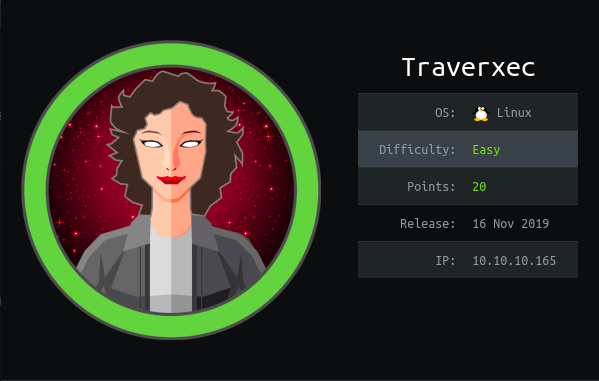 Traverxec
OS: Linux
Difficulty: Easy
Points: 20
Release: 16 Nov 2019
IP: 10.10.10.165